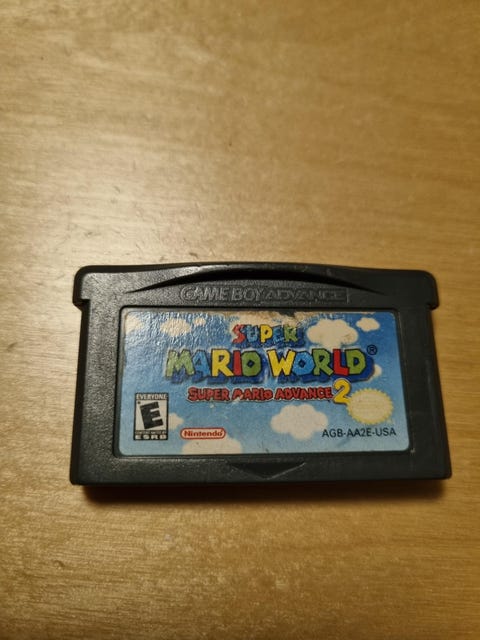 GAME BOY ADVANCE
SUPER
MARIO WORLD®
SUPER MARIO ADVANCE 2
EVERYONE
E
ESRB
Nintendo
AGB-AA2E-USA